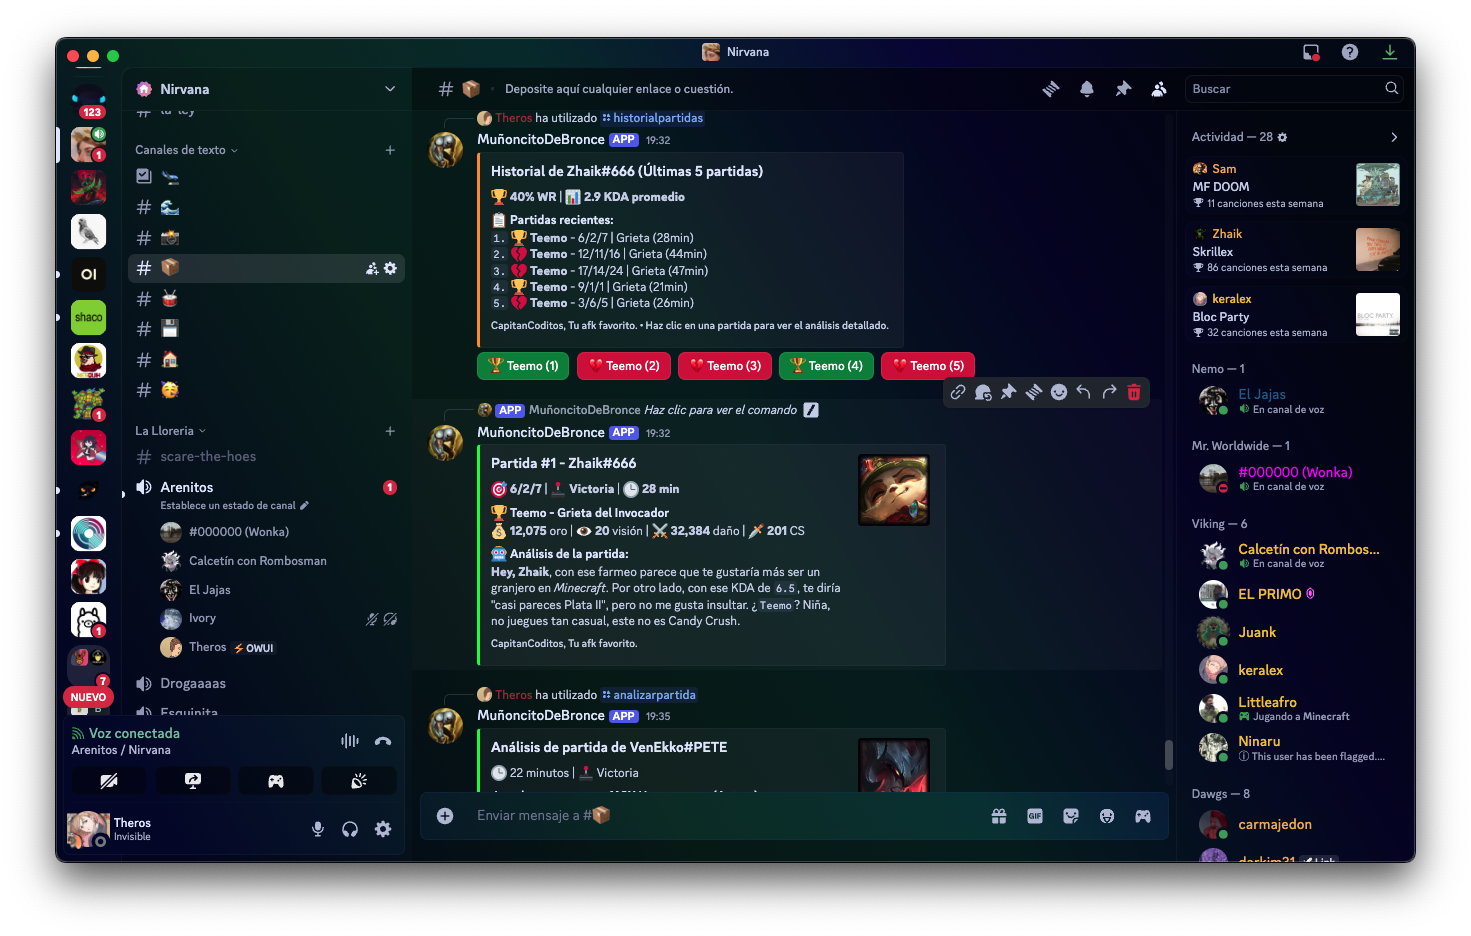 Nirvana
123
1
OI
shaco
1
1
7
NUEVO
Nirvana
# la-ley
Canales de texto
#
#
#
#
#
#
#
La Lloreria
# scare-the-hoes
Arenitos
1
Establece un estado de canal
#000000 (Wonka)
Calcetín con Rombosman
El Jajas
Ivory
Theros OWUI
Drogaaaas
Esquinita
Voz conectada
Arenitos / Nirvana
Theros
Invisible
# Deposite aquí cualquier enlace o cuestión.
Buscar
Theros ha utilizado historialpartidas
MuñoncitoDeBronce APP 19:32
Historial de Zhaik#666 (Últimas 5 partidas)
40% WR | 2.9 KDA promedio
Partidas recientes:
1. Teemo - 6/2/7 | Grieta (28min)
2. Teemo - 12/11/16 | Grieta (44min)
3. Teemo - 17/14/24 | Grieta (47min)
4. Teemo - 9/1/1 | Grieta (21min)
5. Teemo - 3/6/5 | Grieta (26min)
CapitanCoditos, Tu afk favorito. • Haz clic en una partida para ver el análisis detallado.
Teemo (1) Teemo (2) Teemo (3) Teemo (4) Teemo (5)
APP MuñoncitoDeBronce Haz clic para ver el comando
MuñoncitoDeBronce APP 19:32
Partida #1 - Zhaik#666
6/2/7 | Victoria | 28 min
Teemo - Grieta del Invocador
12,075 oro | 20 visión | 32,384 daño | 201 CS
Análisis de la partida:
Hey, Zhaik, con ese farmeo parece que te gustaría más ser un
granjero en Minecraft. Por otro lado, con ese KDA de 6.5, te diría
"casi pareces Plata II", pero no me gusta insultar. ¿Teemo? Niña,
no juegues tan casual, este no es Candy Crush.
CapitanCoditos, Tu afk favorito.
Theros ha utilizado analizarpartida
MuñoncitoDeBronce APP 19:35
Análisis de partida de VenEkko#PETE
22 minutos | Victoria
Enviar mensaje a #
GIF
Actividad — 28
Sam
MF DOOM
11 canciones esta semana
Zhaik
Skrillex
86 canciones esta semana
keralex
Bloc Party
32 canciones esta semana
BLOC PARTY
Nemo — 1
El Jajas
En canal de voz
Mr. Worldwide — 1
#000000 (Wonka)
En canal de voz
Viking — 6
Calcetín con Rombos...
En canal de voz
EL PRIMO
Juank
keralex
Littleafro
Jugando a Minecraft
Ninaru
This user has been flagged....
Dawgs — 8
carmajedon
darkim31